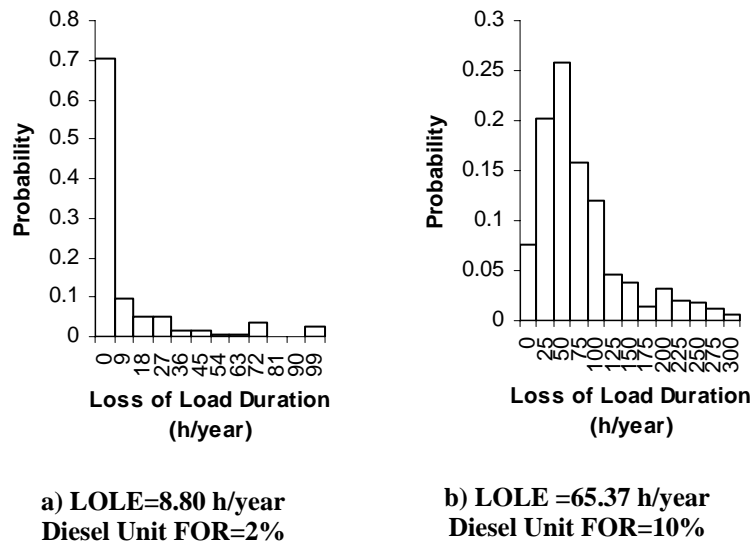 0.8
0.7
0.6
0.5
0.4
0.3
0.2
0.1
0
Probability
0 9 18 27 36 45 54 63 72 81 90 99
Loss of Load Duration
(h/year)
a) LOLE=8.80 h/year
Diesel Unit FOR=2%
0.3
0.25
0.2
0.15
0.1
0.05
0
Probability
0 25 50 75 100 125 150 175 200 225 250 275 300
Loss of Load Duration
(h/year)
b) LOLE =65.37 h/year
Diesel Unit FOR=10%